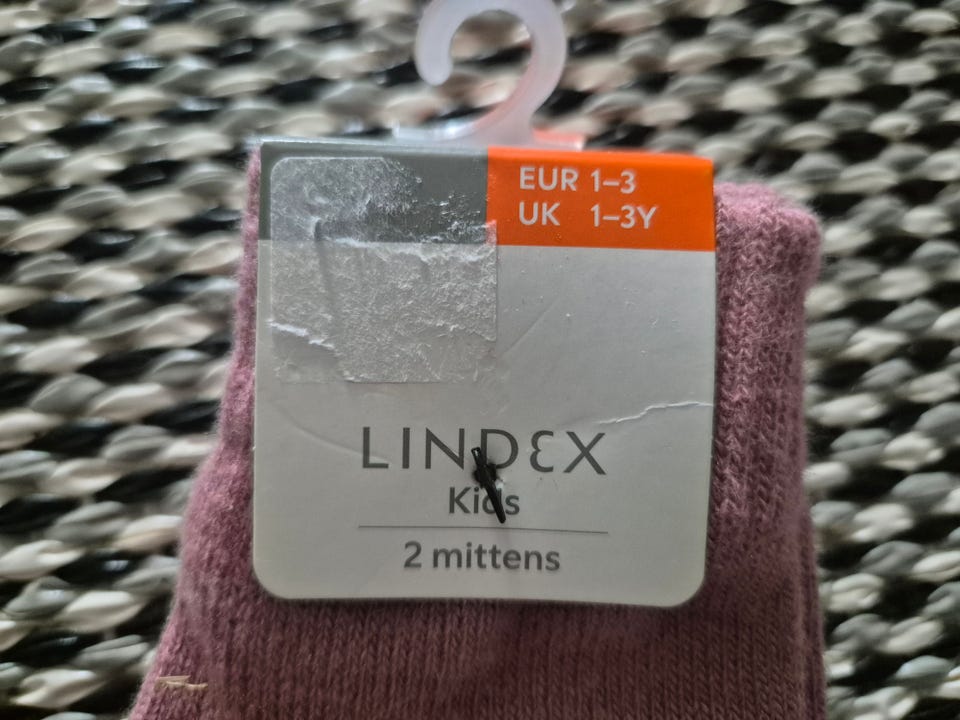 EUR 1–3
UK 1–3Y
LINDEX
Kids
2 mittens